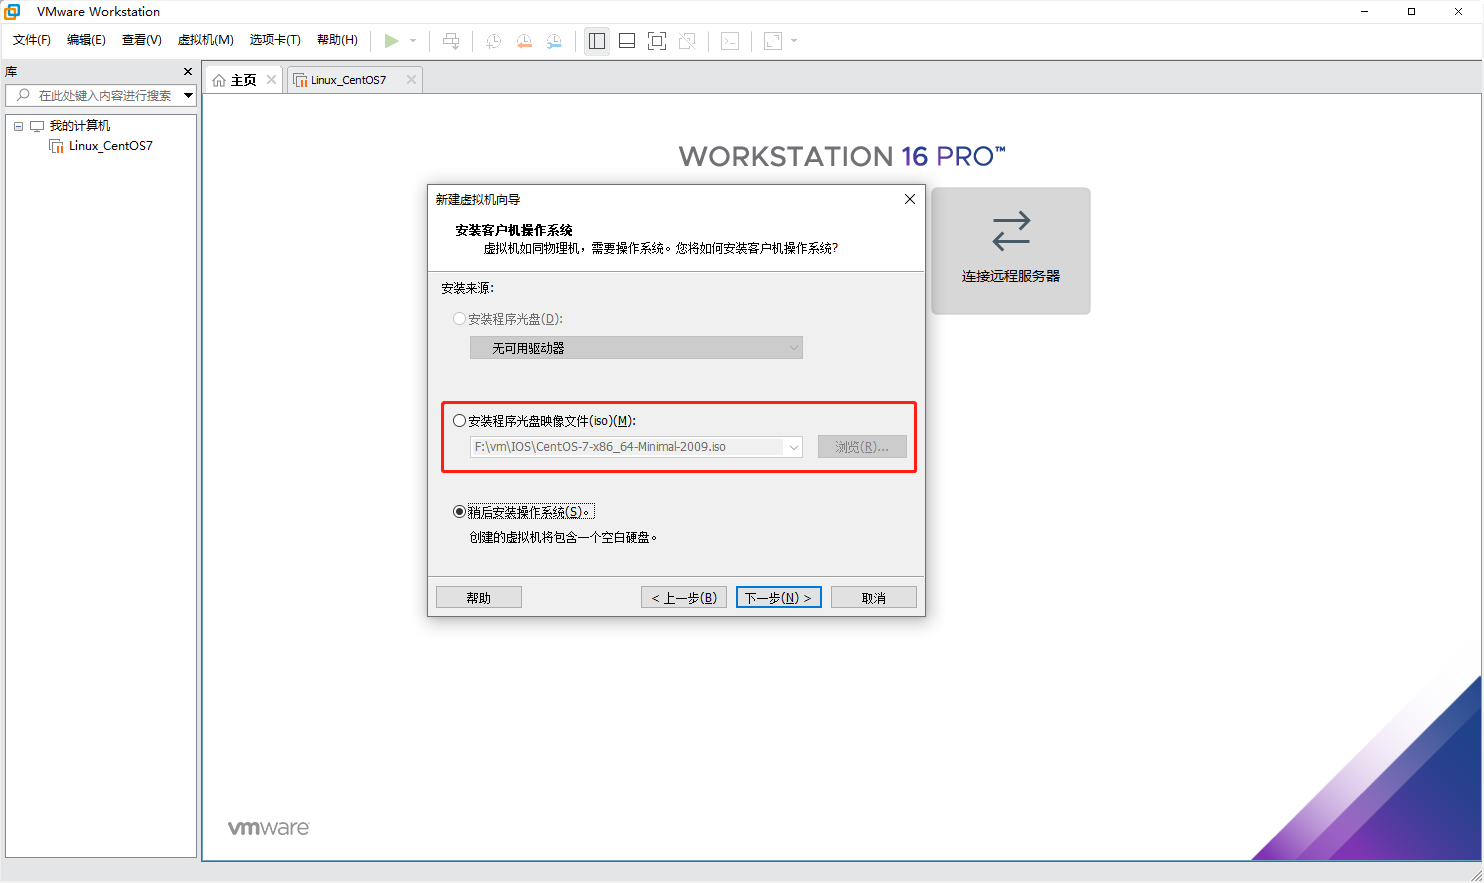 VMware Workstation
文件(F) 编辑(E) 查看(V) 虚拟机(M) 选项卡(T) 帮助(H)
库
在此处键入内容进行搜索
我的计算机
Linux_CentOS7
主页
Linux_CentOS7
WORKSTATION 16 PRO™
新建虚拟机向导
安装客户机操作系统
虚拟机如同物理机，需要操作系统。您将如何安装客户机操作系统?
安装来源:
安装程序光盘(D):
无可用驱动器
安装程序光盘映像文件(iso)(M):
F:\vm\IOS\CentOS-7-x86_64-Minimal-2009.iso
浏览(R)...
稍后安装操作系统(S)。
创建的虚拟机将包含一个空白硬盘。
帮助
< 上一步(B)
下一步(N) >
取消
连接远程服务器
vmware